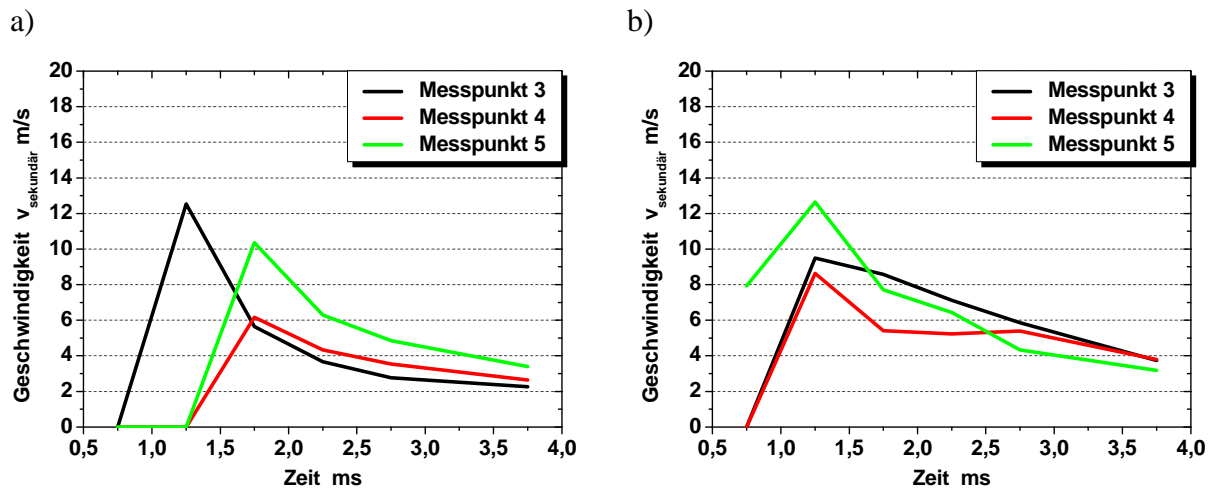 a)
20
18
16
14
12
10
8
6
4
2
0
Geschwindigkeit v sekundär m/s
Messpunkt 3
Messpunkt 4
Messpunkt 5
0,5 1,0 1,5 2,0 2,5 3,0 3,5 4,0
Zeit ms
b)
20
18
16
14
12
10
8
6
4
2
0
Geschwindigkeit v sekundär m/s
Messpunkt 3
Messpunkt 4
Messpunkt 5
0,5 1,0 1,5 2,0 2,5 3,0 3,5 4,0
Zeit ms